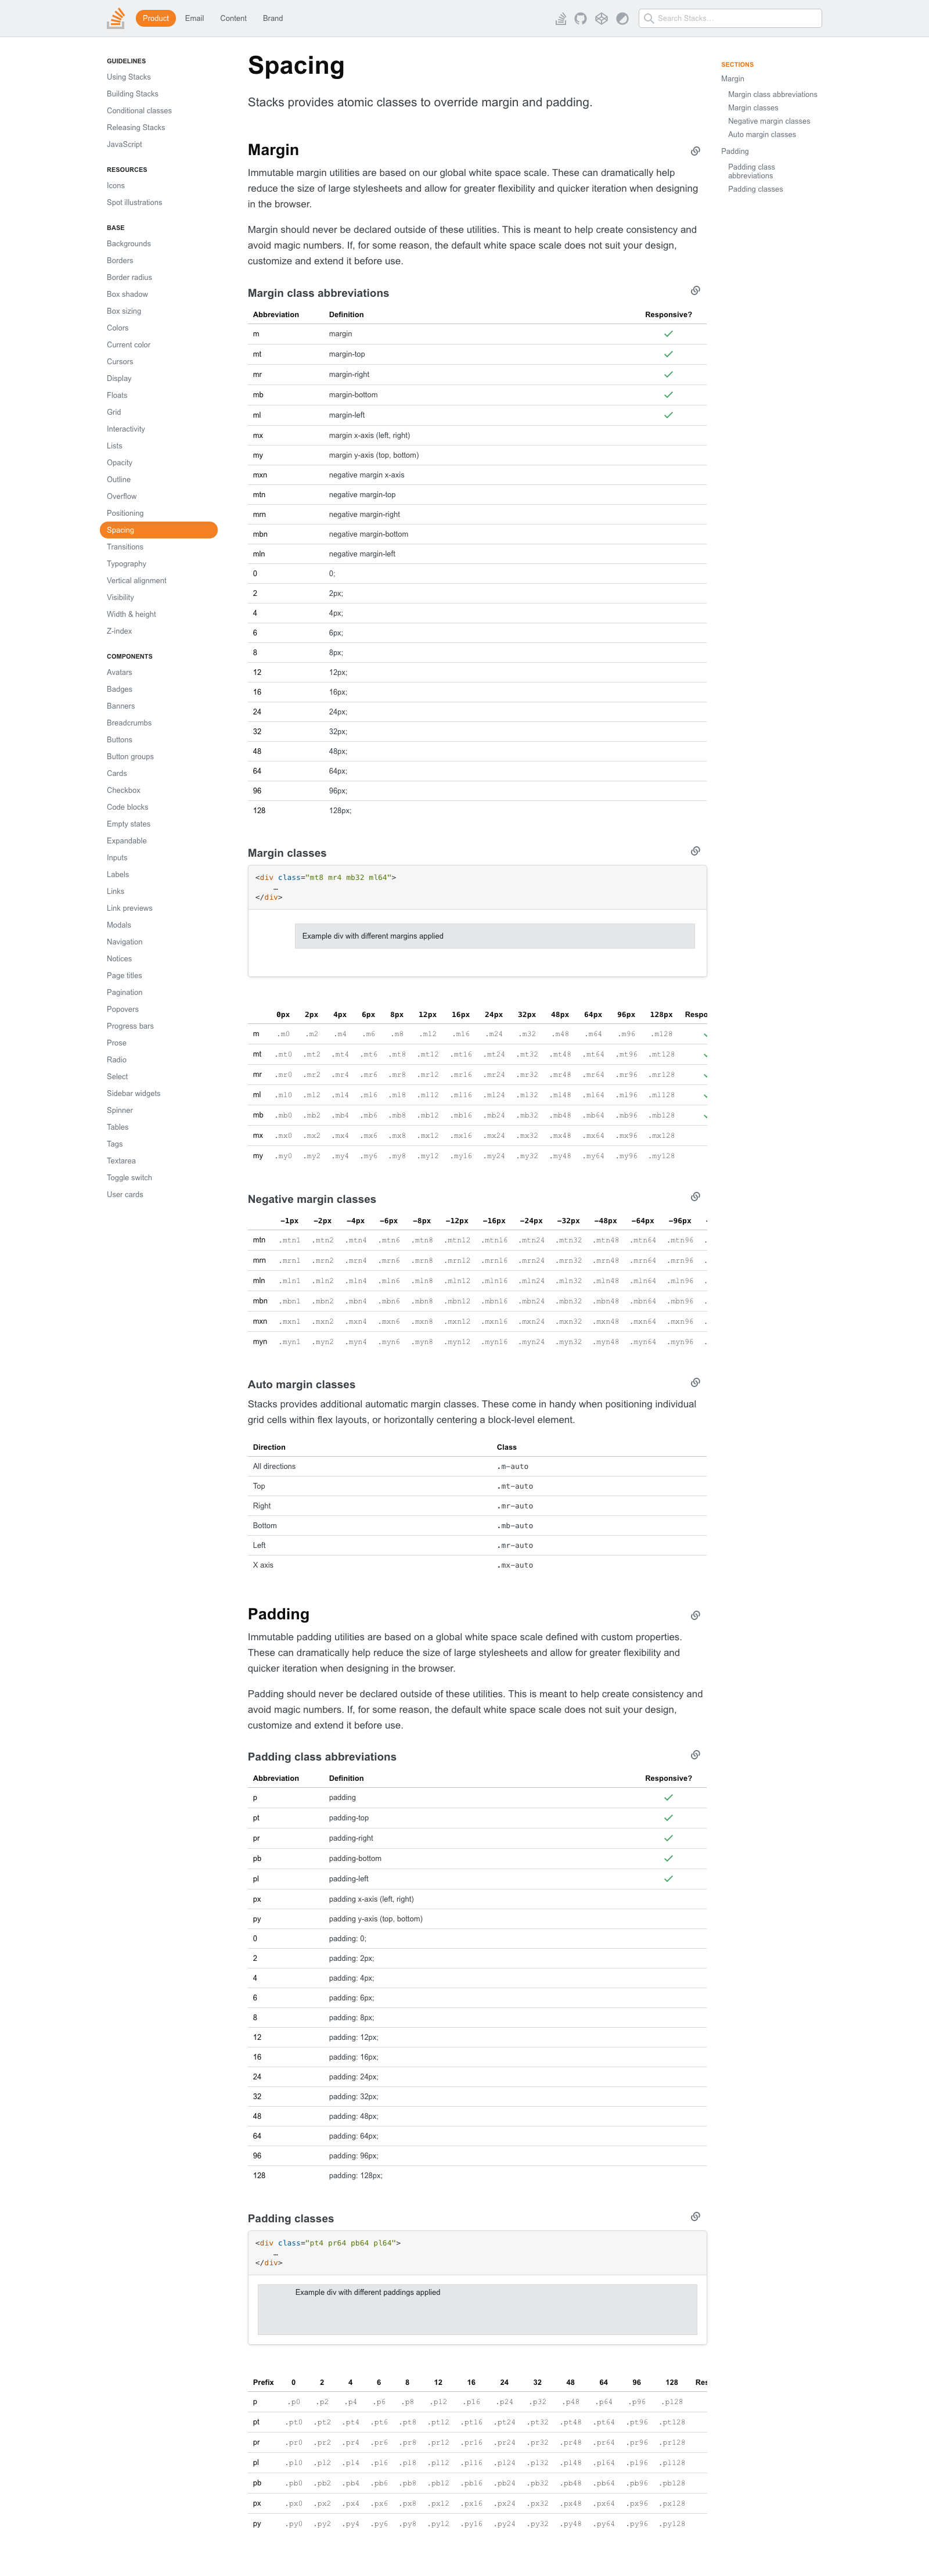 Product Email Content Brand
Search Stacks…
GUIDELINES
Using Stacks
Building Stacks
Conditional classes
Releasing Stacks
JavaScript
RESOURCES
Icons
Spot illustrations
BASE
Backgrounds
Borders
Border radius
Box shadow
Box sizing
Colors
Current color
Cursors
Display
Floats
Grid
Interactivity
Lists
Opacity
Outline
Overflow
Positioning
Spacing
Transitions
Typography
Vertical alignment
Visibility
Width & height
Z-index
COMPONENTS
Avatars
Badges
Banners
Breadcrumbs
Buttons
Button groups
Cards
Checkbox
Code blocks
Empty states
Expandable
Inputs
Labels
Links
Link previews
Modals
Navigation
Notices
Page titles
Pagination
Popovers
Progress bars
Prose
Radio
Select
Sidebar widgets
Spinner
Tables
Tags
Textarea
Toggle switch
User cards
Spacing
Stacks provides atomic classes to override margin and padding.
Margin
Immutable margin utilities are based on our global white space scale. These can dramatically help
reduce the size of large stylesheets and allow for greater flexibility and quicker iteration when designing
in the browser.
Margin should never be declared outside of these utilities. This is meant to help create consistency and
avoid magic numbers. If, for some reason, the default white space scale does not suit your design,
customize and extend it before use.
Margin class abbreviations
Abbreviation Definition Responsive?
m margin
mt margin-top
mr margin-right
mb margin-bottom
ml margin-left
mx margin x-axis (left, right)
my margin y-axis (top, bottom)
mxn negative margin x-axis
mtn negative margin-top
mrn negative margin-right
mbn negative margin-bottom
mln negative margin-left
0 0;
2 2px;
4 4px;
6 6px;
8 8px;
12 12px;
16 16px;
24 24px;
32 32px;
48 48px;
64 64px;
96 96px;
128 128px;
Margin classes
<div class="mt8 mr4 mb32 ml64">
…
</div>
Example div with different margins applied
0px 2px 4px 6px 8px 12px 16px 24px 32px 48px 64px 96px 128px Respo
m .m0 .m2 .m4 .m6 .m8 .m12 .m16 .m24 .m32 .m48 .m64 .m96 .m128
mt .mt0 .mt2 .mt4 .mt6 .mt8 .mt12 .mt16 .mt24 .mt32 .mt48 .mt64 .mt96 .mt128
mr .mr0 .mr2 .mr4 .mr6 .mr8 .mr12 .mr16 .mr24 .mr32 .mr48 .mr64 .mr96 .mr128
ml .ml0 .ml2 .ml4 .ml6 .ml8 .ml12 .ml16 .ml24 .ml32 .ml48 .ml64 .ml96 .ml128
mb .mb0 .mb2 .mb4 .mb6 .mb8 .mb12 .mb16 .mb24 .mb32 .mb48 .mb64 .mb96 .mb128
mx .mx0 .mx2 .mx4 .mx6 .mx8 .mx12 .mx16 .mx24 .mx32 .mx48 .mx64 .mx96 .mx128
my .my0 .my2 .my4 .my6 .my8 .my12 .my16 .my24 .my32 .my48 .my64 .my96 .my128
Negative margin classes
−1px −2px −4px −6px −8px −12px −16px −24px −32px −48px −64px −96px
mtn .mtn1 .mtn2 .mtn4 .mtn6 .mtn8 .mtn12 .mtn16 .mtn24 .mtn32 .mtn48 .mtn64 .mtn96
mrn .mrn1 .mrn2 .mrn4 .mrn6 .mrn8 .mrn12 .mrn16 .mrn24 .mrn32 .mrn48 .mrn64 .mrn96
mln .mln1 .mln2 .mln4 .mln6 .mln8 .mln12 .mln16 .mln24 .mln32 .mln48 .mln64 .mln96
mbn .mbn1 .mbn2 .mbn4 .mbn6 .mbn8 .mbn12 .mbn16 .mbn24 .mbn32 .mbn48 .mbn64 .mbn96
mxn .mxn1 .mxn2 .mxn4 .mxn6 .mxn8 .mxn12 .mxn16 .mxn24 .mxn32 .mxn48 .mxn64 .mxn96
myn .myn1 .myn2 .myn4 .myn6 .myn8 .myn12 .myn16 .myn24 .myn32 .myn48 .myn64 .myn96
Auto margin classes
Stacks provides additional automatic margin classes. These come in handy when positioning individual
grid cells within flex layouts, or horizontally centering a block-level element.
Direction Class
All directions .m-auto
Top .mt-auto
Right .mr-auto
Bottom .mb-auto
Left .mr-auto
X axis .mx-auto
Padding
Immutable padding utilities are based on a global white space scale defined with custom properties.
These can dramatically help reduce the size of large stylesheets and allow for greater flexibility and
quicker iteration when designing in the browser.
Padding should never be declared outside of these utilities. This is meant to help create consistency and
avoid magic numbers. If, for some reason, the default white space scale does not suit your design,
customize and extend it before use.
Padding class abbreviations
Abbreviation Definition Responsive?
p padding
pt padding-top
pr padding-right
pb padding-bottom
pl padding-left
px padding x-axis (left, right)
py padding y-axis (top, bottom)
0 padding: 0;
2 padding: 2px;
4 padding: 4px;
6 padding: 6px;
8 padding: 8px;
12 padding: 12px;
16 padding: 16px;
24 padding: 24px;
32 padding: 32px;
48 padding: 48px;
64 padding: 64px;
96 padding: 96px;
128 padding: 128px;
Padding classes
<div class="pt4 pr64 pb64 pl64">
…
</div>
Example div with different paddings applied
Prefix 0 2 4 6 8 12 16 24 32 48 64 96 128 Res
p .p0 .p2 .p4 .p6 .p8 .p12 .p16 .p24 .p32 .p48 .p64 .p96 .p128
pt .pt0 .pt2 .pt4 .pt6 .pt8 .pt12 .pt16 .pt24 .pt32 .pt48 .pt64 .pt96 .pt128
pr .pr0 .pr2 .pr4 .pr6 .pr8 .pr12 .pr16 .pr24 .pr32 .pr48 .pr64 .pr96 .pr128
pl .pl0 .pl2 .pl4 .pl6 .pl8 .pl12 .pl16 .pl24 .pl32 .pl48 .pl64 .pl96 .pl128
pb .pb0 .pb2 .pb4 .pb6 .pb8 .pb12 .pb16 .pb24 .pb32 .pb48 .pb64 .pb96 .pb128
px .px0 .px2 .px4 .px6 .px8 .px12 .px16 .px24 .px32 .px48 .px64 .px96 .px128
py .py0 .py2 .py4 .py6 .py8 .py12 .py16 .py24 .py32 .py48 .py64 .py96 .py128
SECTIONS
Margin
Margin class abbreviations
Margin classes
Negative margin classes
Auto margin classes
Padding
Padding class
abbreviations
Padding classes